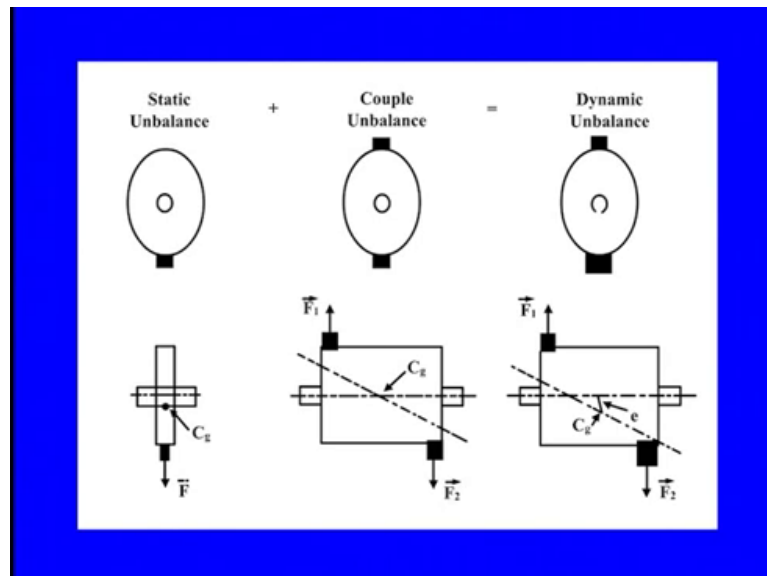 Static
Unbalance
+
Couple
Unbalance
=
Dynamic
Unbalance
F₁
F₁
Cg
Cg
e
Cg
F
F₂
F₂